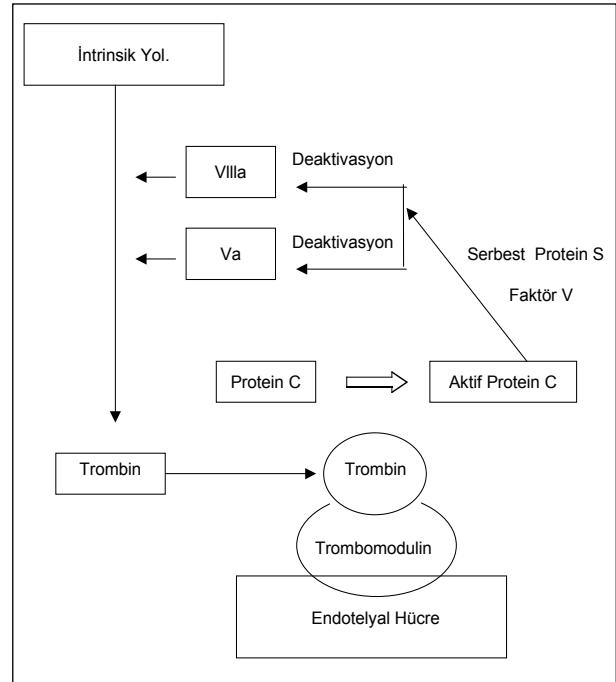 İntrinsik Yol.
VIIIa
Deaktivasyon
Va
Deaktivasyon
Serbest Protein S
Faktör V
Protein C
Aktif Protein C
Trombin
Trombin
Trombomodulin
Endotelyal Hücre